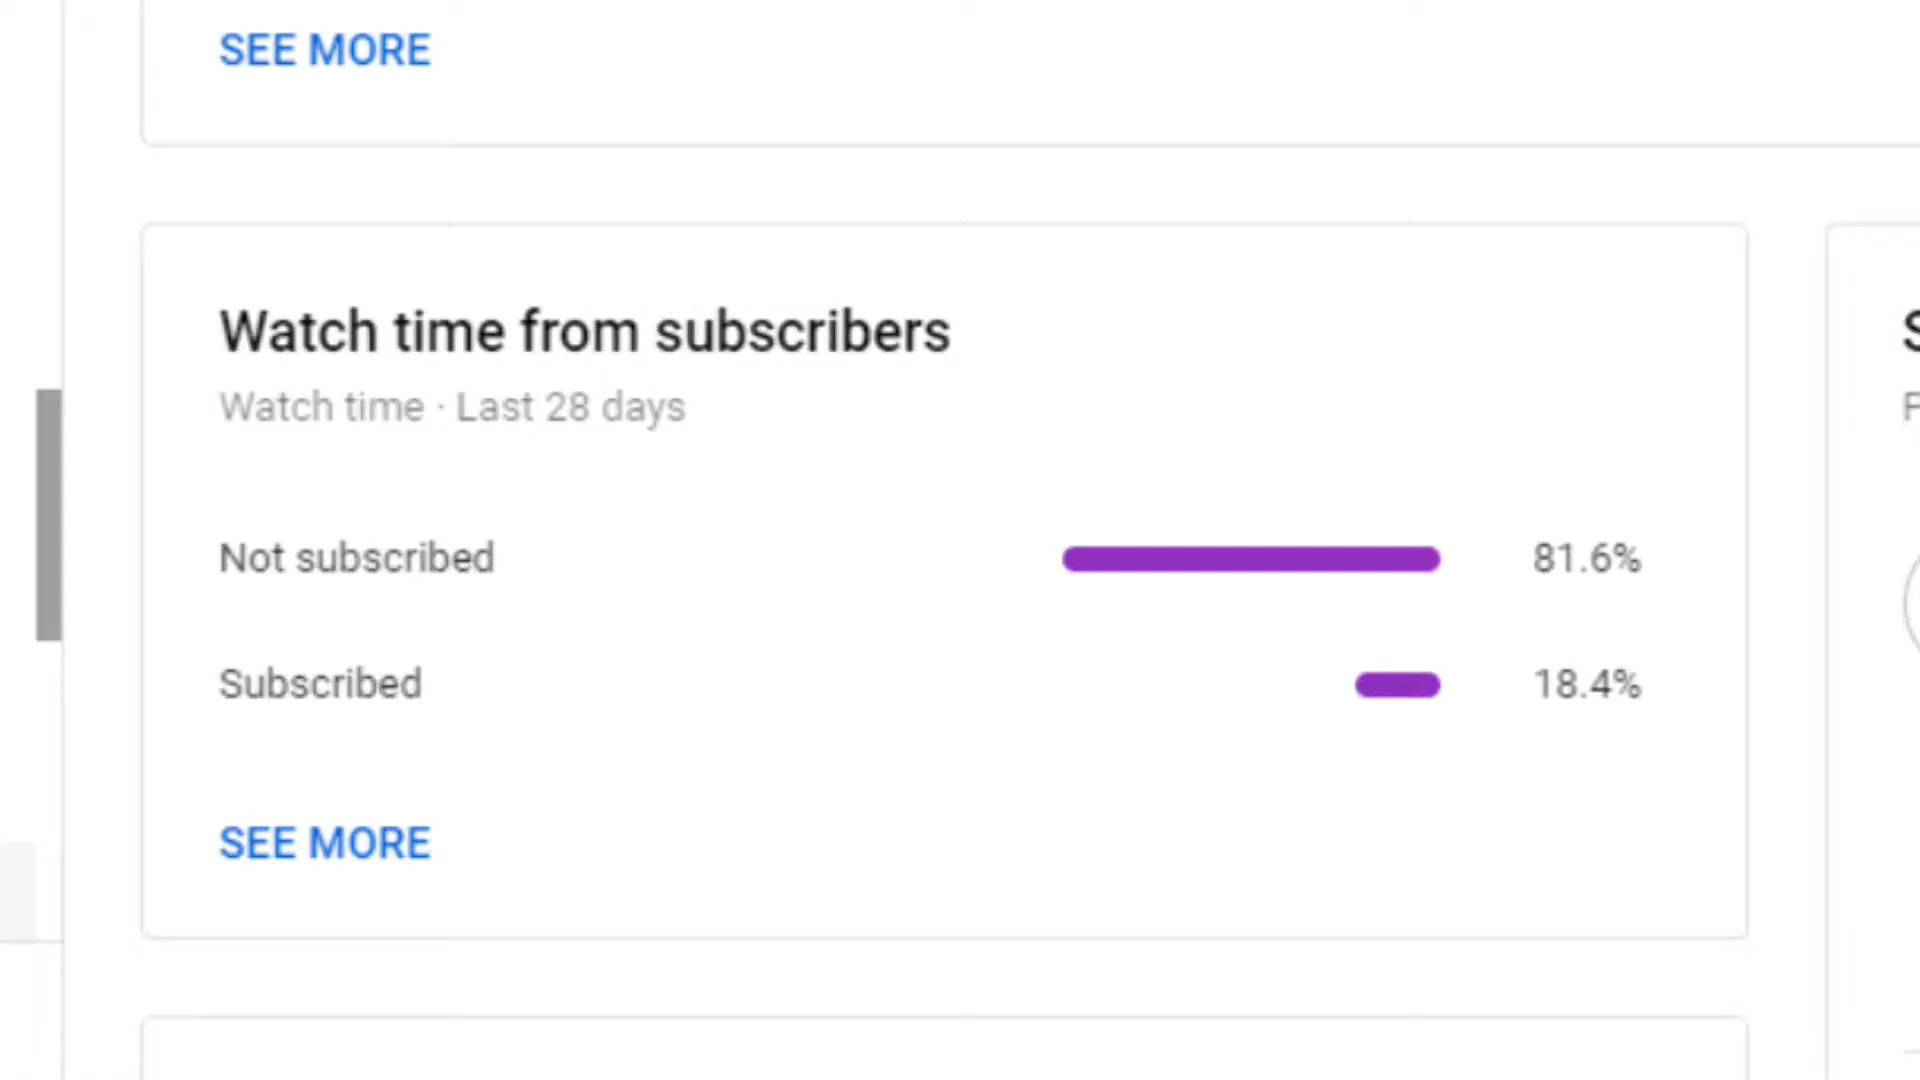 SEE MORE
Watch time from subscribers
Watch time · Last 28 days
Not subscribed 81.6%
Subscribed 18.4%
SEE MORE